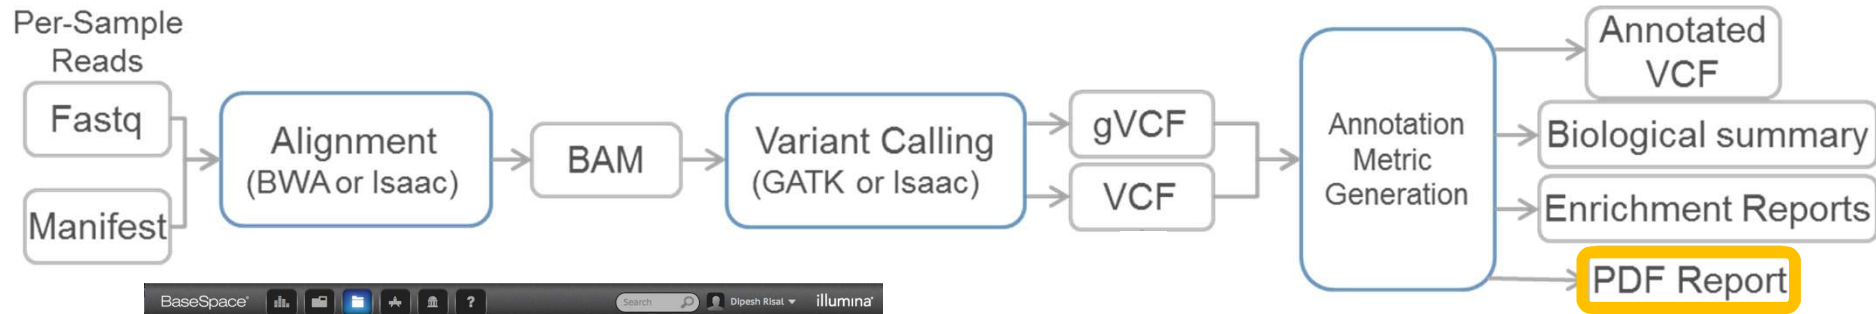 Per-Sample
Reads
Fastq
Manifest
Alignment
(BWA or Isaac)
BAM
Variant Calling
(GATK or Isaac)
gVCF
VCF
Annotation
Metric
Generation
Annotated
VCF
Biological summary
Enrichment Reports
PDF Report
BaseSpace® ? Search Dipesh Risal illumina®